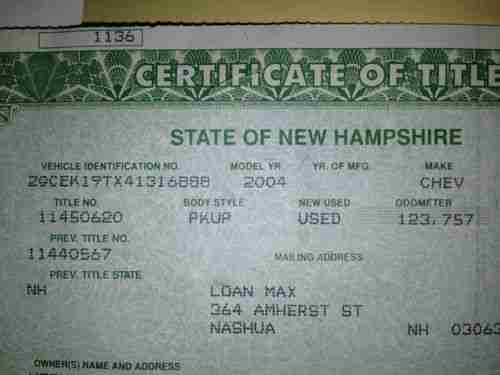 1136
CERTIFICATE OF TITLE
STATE OF NEW HAMPSHIRE
VEHICLE IDENTIFICATION NO. MODEL YR. YR. OF MFG. MAKE
2GCEK19TX41316888 2004 CHEV
TITLE NO. BODY STYLE NEW USED ODOMETER
11450620 PKUP USED 123,757
PREV. TITLE NO.
11440567 MAILING ADDRESS
PREV. TITLE STATE
NH LOAN MAX
364 AMHERST ST
NASHUA NH 03063
OWNER(S) NAME AND ADDRESS